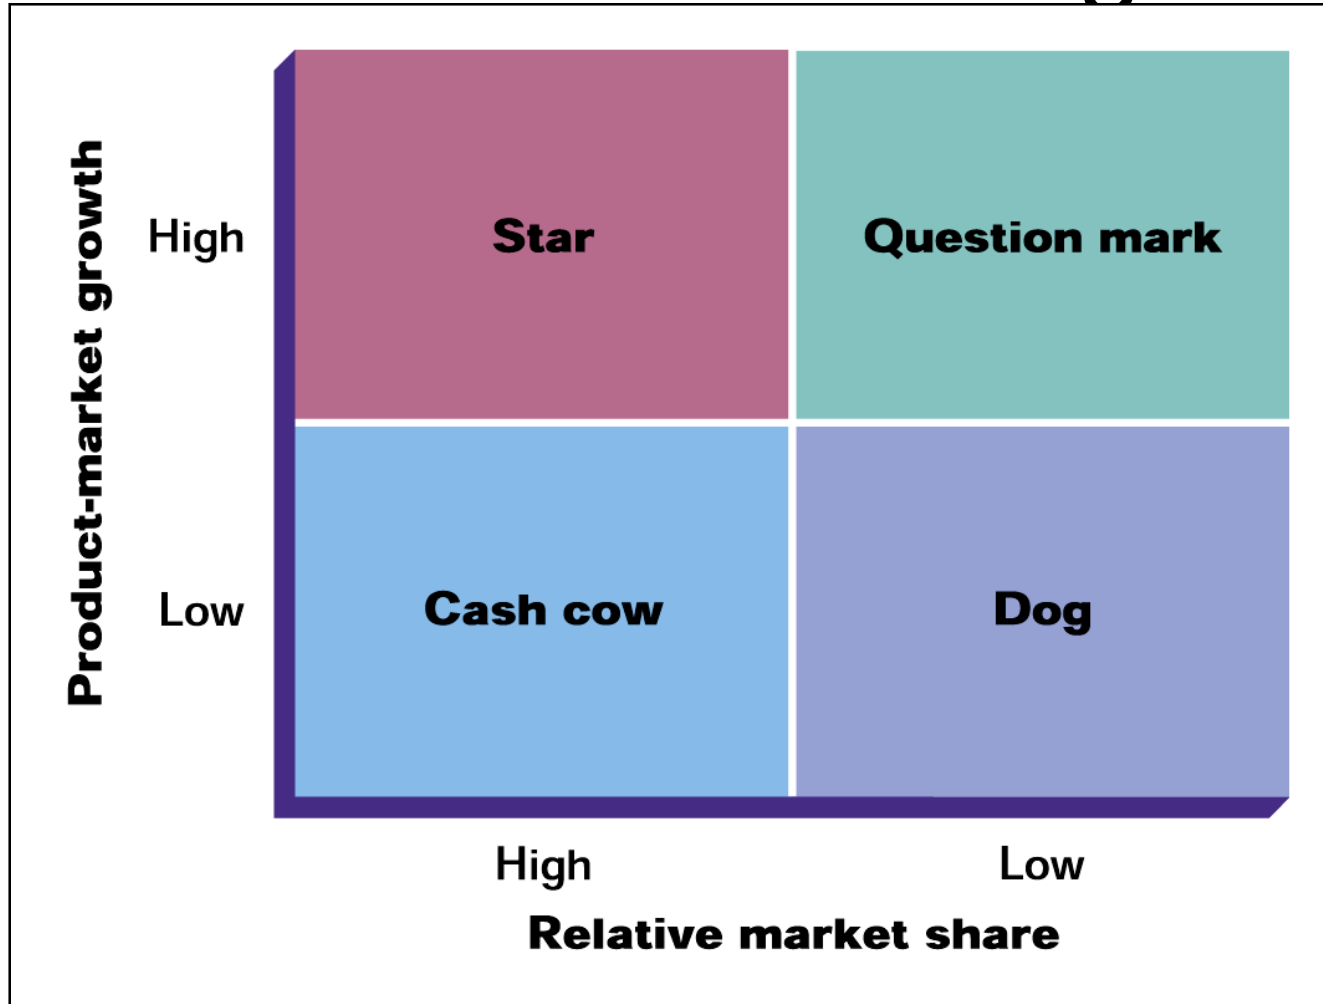 Product-market growth
High
Star
Question mark
Low
Cash cow
Dog
High
Low
Relative market share